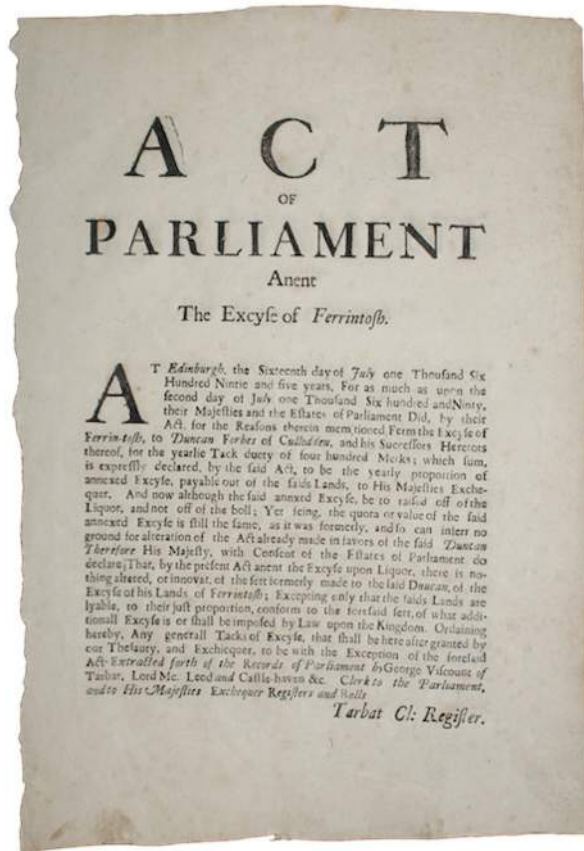 ACT
OF
PARLIAMENT
Anent
The Excyſe of Ferrintoſh.
AT Edinburgh, the Sixteenth day of July one Thouſand Six
Hundred Nintie and five years, For as much as upon the
ſecond day of July one Thouſand Six hundred and Ninty,
their Majeſties and the Eſtates of Parliament Did, by their
Act, for the Reaſons therein mentioned Ferm the Excyſe of
Ferrin-toſh, to Duncan Forbes of Culloden, and his Succeſſors Heretors
thereof, for the yearlie Tack duety of four hundred Merks; which ſum,
is expreſſly declared, by the ſaid Act, to be the yearly proportion of
annexed Excyſe, payable out of the ſaids Lands, to His Majeſties Exche-
quer. And now although the ſaid annexd Excyſe, be to raiſed off of the
Liquor, and not off of the boll; Yet ſeing, the quota or value of the ſaid
annexed Excyſe is ſtill the ſame, as it was formerly, and ſo can inferr no
ground for alteration of the Act already made in favors of the ſaid Duncan
Therefore His Majeſty, with Conſent of the Eſtates of Parliament do
declare; That, by the preſent Act anent the Excyſe upon Liquor, there is no-
thing altered, or innovat, of the ſett formerly made to the ſaid Duncan, of the
Excyſe of his Lands of Ferrintoſh; Excepting only that the ſaids Lands are
lyable, to their juſt proportion, conform to the forſaid ſett, of what addi-
tionall Excyſe is or ſhall be impoſed by Law upon the Kingdom. Ordaining
hereby, Any generall Tacks of Excyſe, that ſhall be here after granted by
our Theſaury, and Exchicquer, to be with the Exception of the foreſaid
Act. Extracted forth of the Records of Parliament by George Viſcount of
Tarbat, Lord Mc. Leod and Caſtle-haven &c. Clerk to the Parliament,
and to His Majeſties Exchequer Regiſters and Rolls
Tarbat Cl: Regiſter.